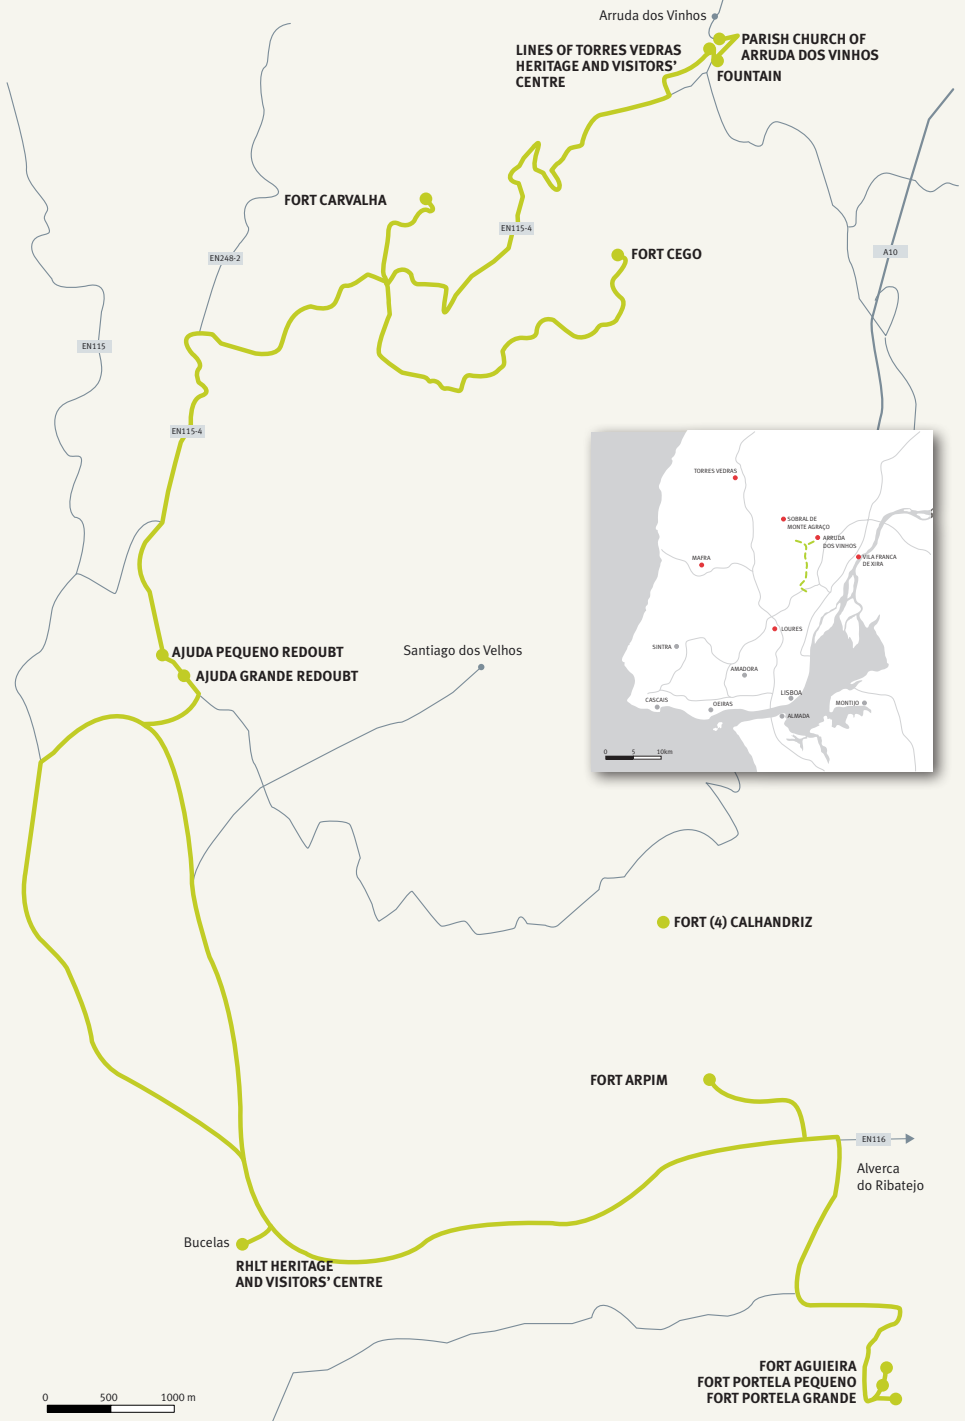 Arruda dos Vinhos
PARISH CHURCH OF
ARRUDA DOS VINHOS
LINES OF TORRES VEDRAS
HERITAGE AND VISITORS'
CENTRE
FOUNTAIN
FORT CARVALHA
EN115-4
FORT CEGO
A10
EN248-2
EN115
EN115-4
TORRES VEDRAS
SOBRAL DE
MONTE AGRAÇO
ARRUDA
DOS VINHOS
MAFRA
VILA FRANCA
DE XIRA
LOURES
SINTRA
AMADORA
CASCAIS
OEIRAS
LISBOA
MONTIJO
ALMADA
0 5 10km
AJUDA PEQUENO REDOUBT
AJUDA GRANDE REDOUBT
Santiago dos Velhos
FORT (4) CALHANDRIZ
FORT ARPIM
EN116
Alverca
do Ribatejo
Bucelas
RHLT HERITAGE
AND VISITORS' CENTRE
FORT AGUIEIRA
FORT PORTELA PEQUENO
FORT PORTELA GRANDE
0 500 1000 m